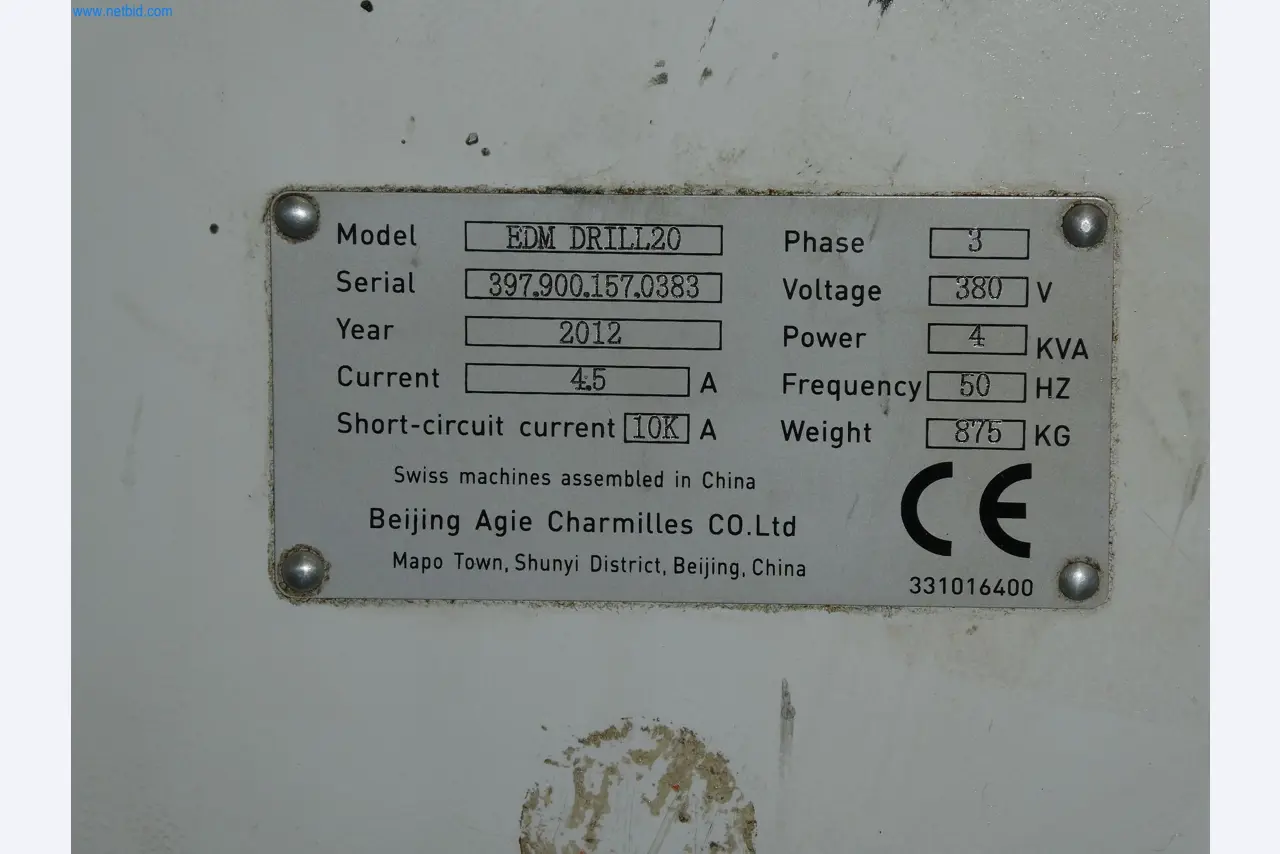 www.netbid.com
Model EDM DRILL20
Serial 397.900.157.0383
Year 2012
Current 4.5 A
Short-circuit current 10K A
Phase 3
Voltage 380 V
Power 4 KVA
Frequency 50 HZ
Weight 875 KG
Swiss machines assembled in China
Beijing Agie Charmilles CO.Ltd
Mapo Town, Shunyi District, Beijing, China
CE
331016400